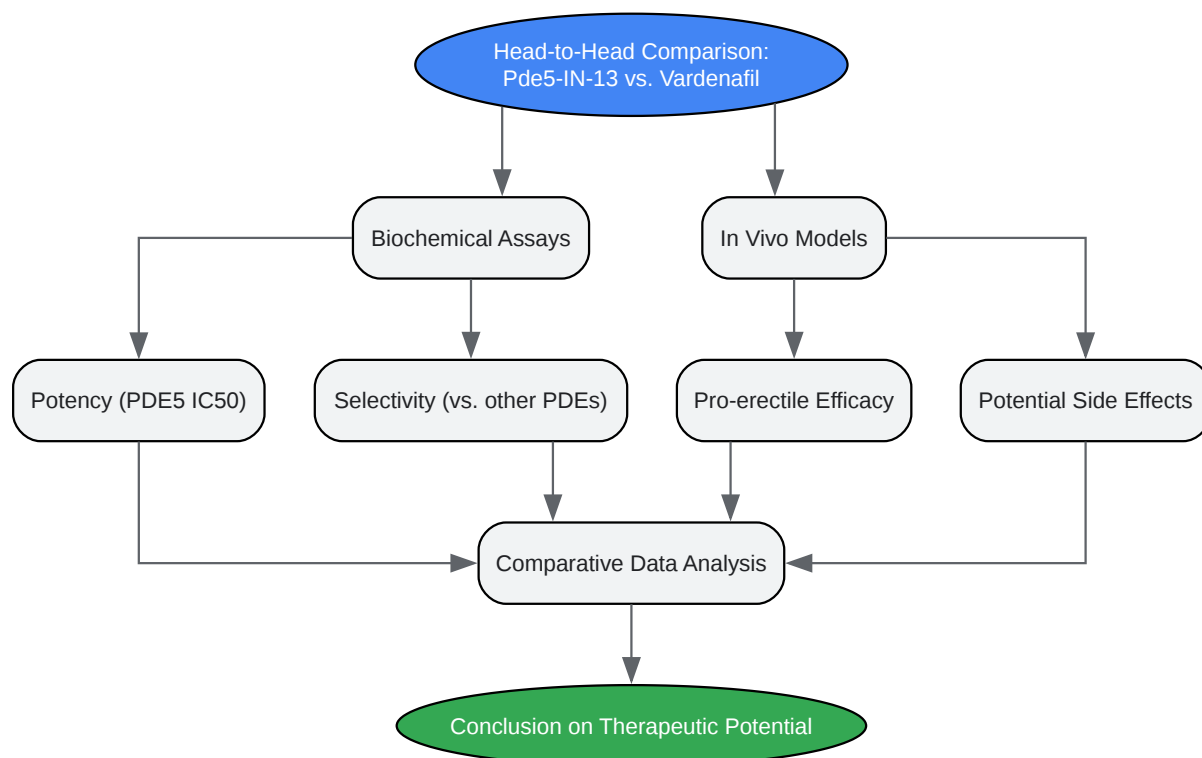 Head-to-Head Comparison:
Pde5-IN-13 vs. Vardenafil
Biochemical Assays
In Vivo Models
Potency (PDE5 IC50)
Selectivity (vs. other PDEs)
Pro-erectile Efficacy
Potential Side Effects
Comparative Data Analysis
Conclusion on Therapeutic Potential